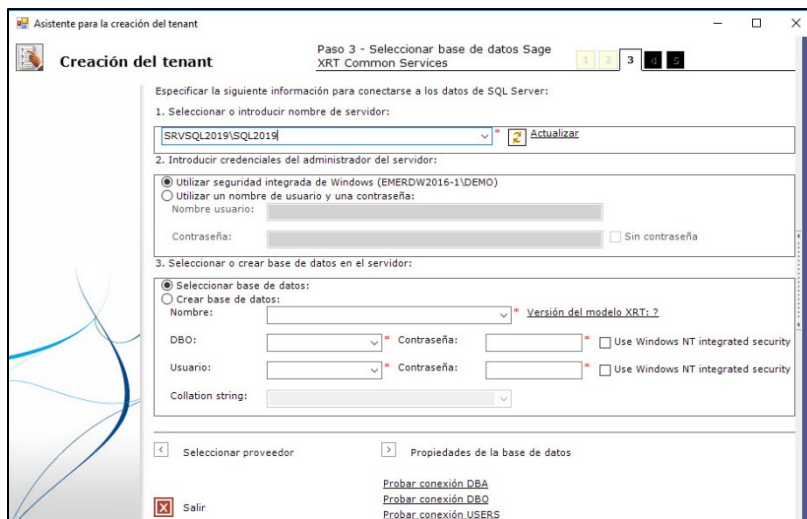 Asistente para la creación del tenant
Creación del tenant
Paso 3 - Seleccionar base de datos Sage
XRT Common Services
1 2 3 4 5
Especificar la siguiente información para conectarse a los datos de SQL Server:
1. Seleccionar o introducir nombre de servidor:
SRVSQL2019\SQL2019 * Actualizar
2. Introducir credenciales del administrador del servidor:
Utilizar seguridad integrada de Windows (EMERDW2016-1\DEMO)
Utilizar un nombre de usuario y una contraseña:
Nombre usuario:
Contraseña: Sin contraseña
3. Seleccionar o crear base de datos en el servidor:
Seleccionar base de datos:
Crear base de datos:
Nombre: * Versión del modelo XRT: ?
DBO: * Contraseña: * Use Windows NT integrated security
Usuario: * Contraseña: * Use Windows NT integrated security
Collation string:
< Seleccionar proveedor > Propiedades de la base de datos
Probar conexión DBA
X Salir Probar conexión DBO
Probar conexión USERS